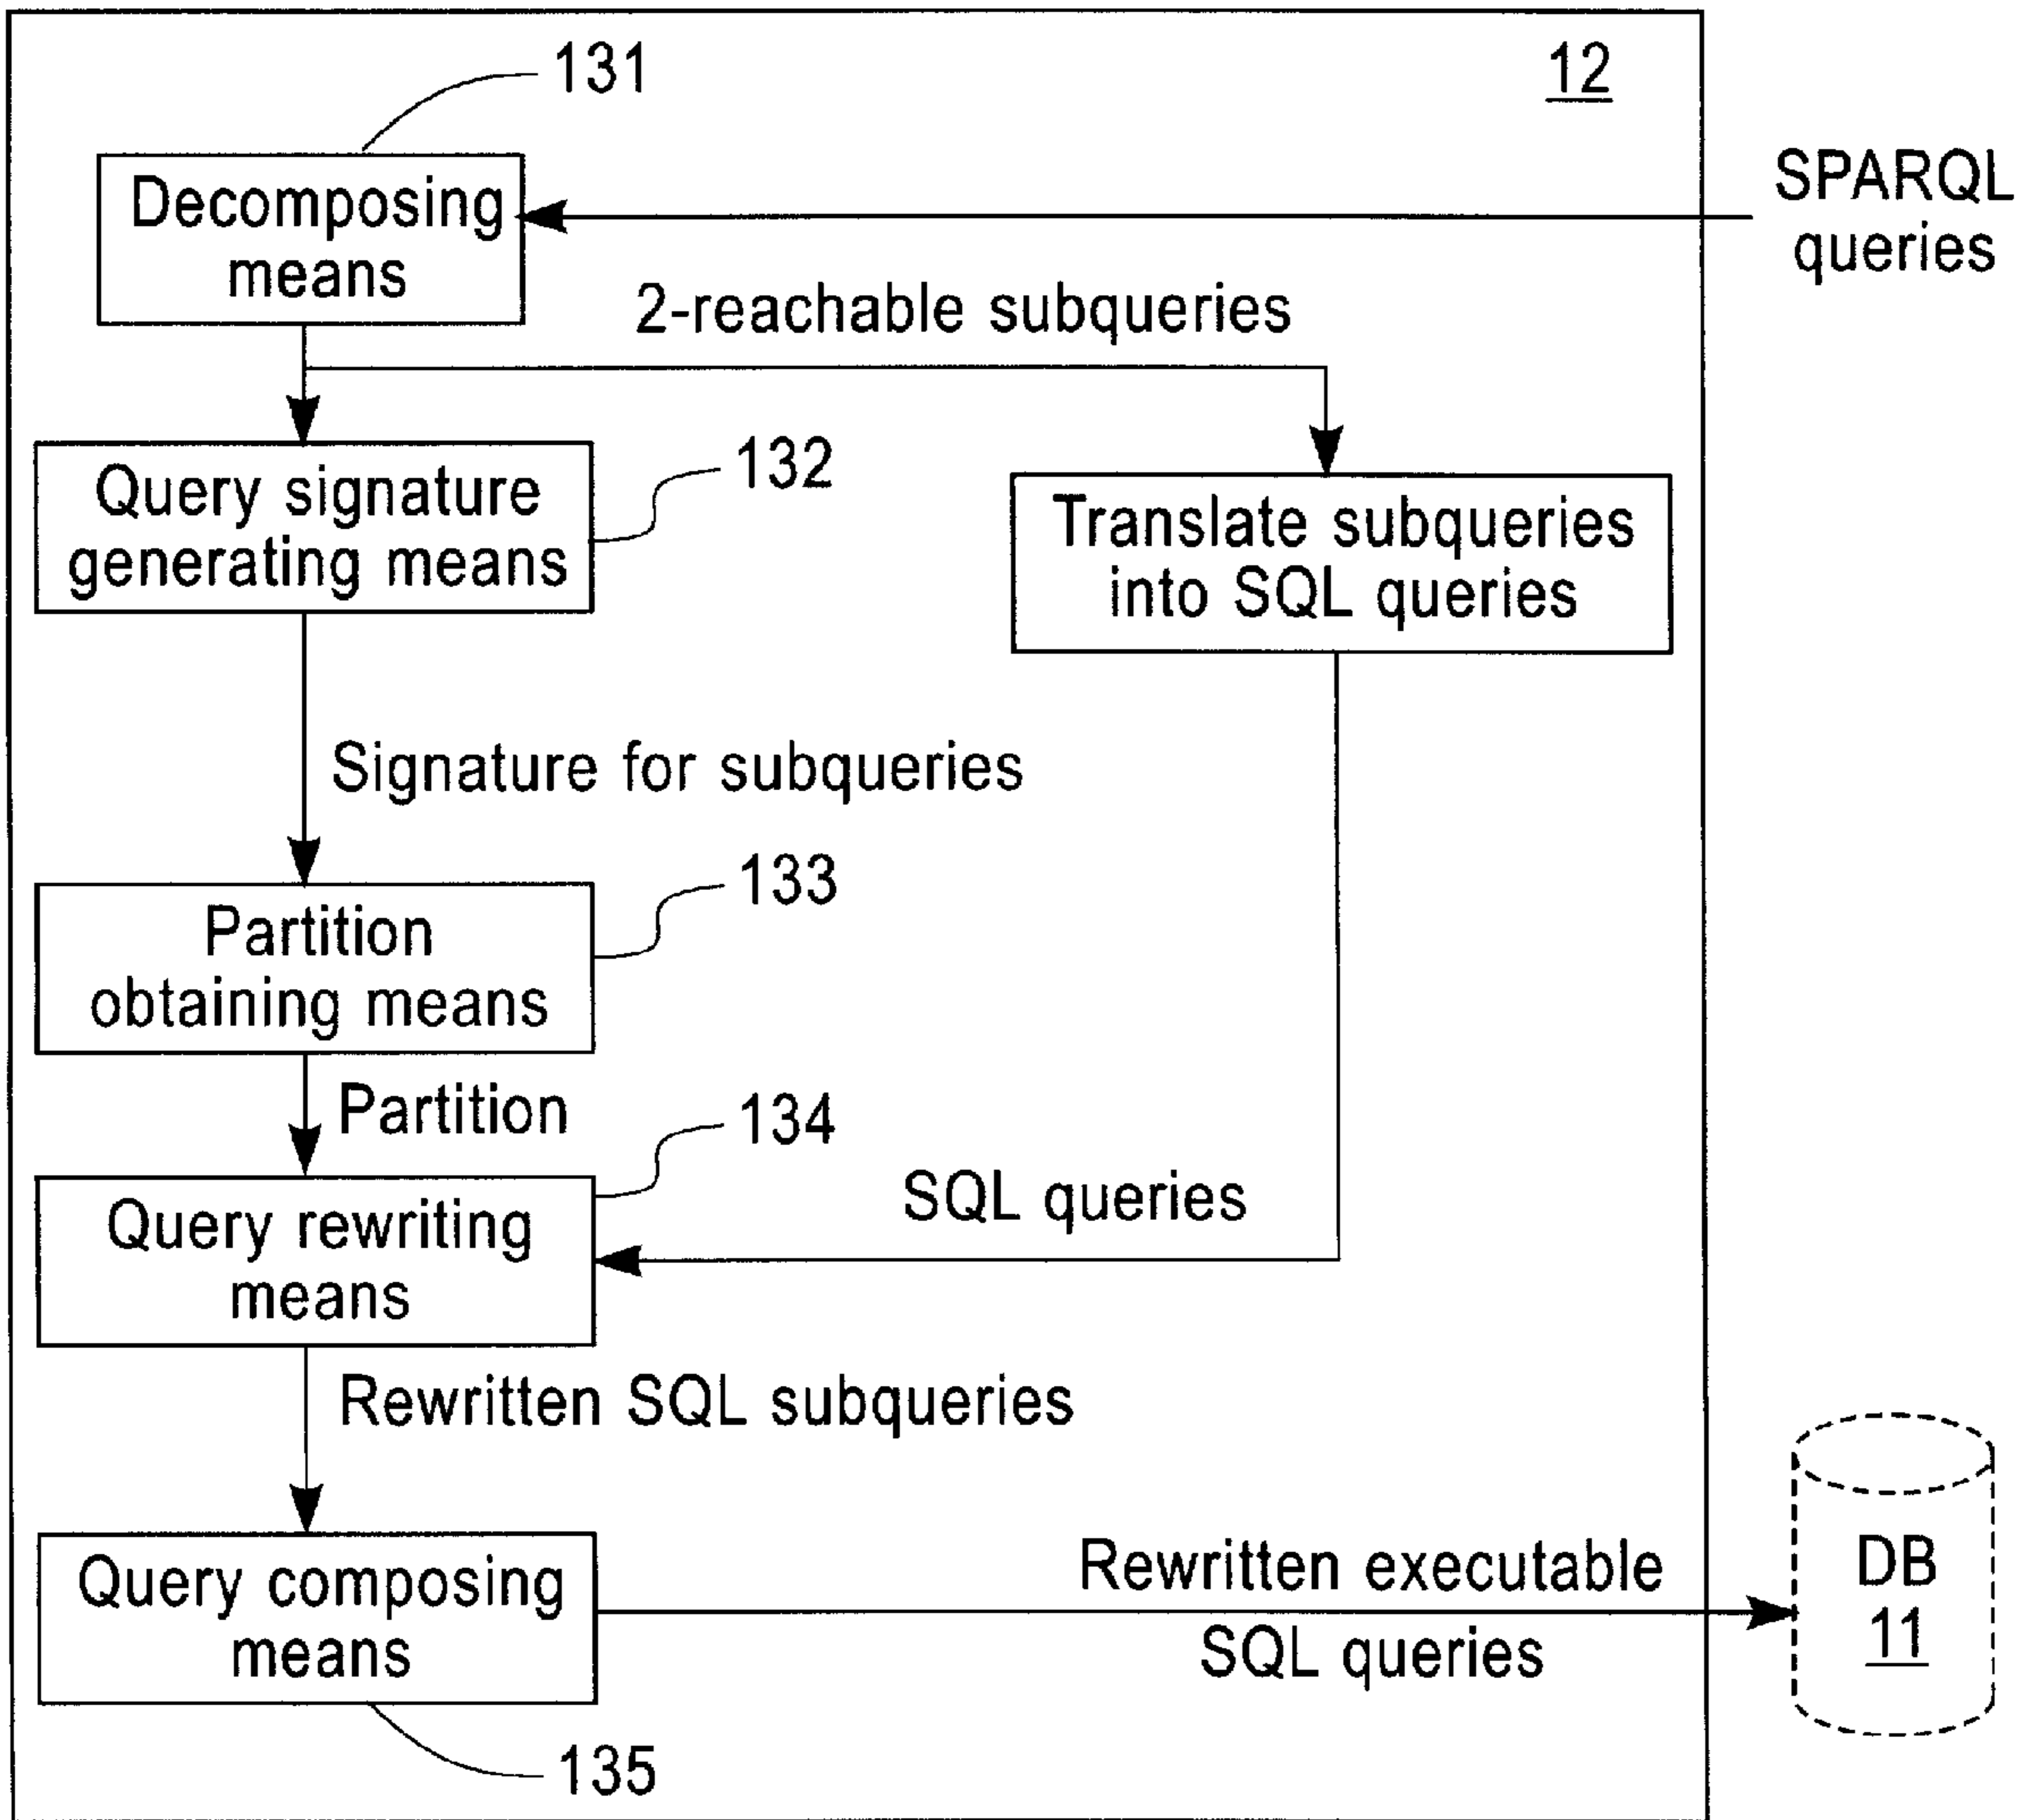 131
12
Decomposing
means
SPARQL
queries
2-reachable subqueries
Query signature
generating means
132
Translate subqueries
into SQL queries
Signature for subqueries
133
Partition
obtaining means
Partition
134
Query rewriting
means
SQL queries
Rewritten SQL subqueries
Query composing
means
Rewritten executable
SQL queries
DB
11
135